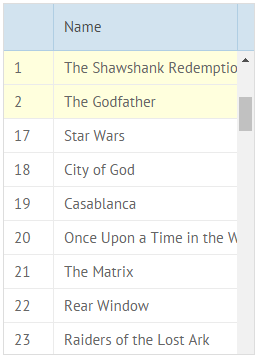 Name
1 The Shawshank Redemptio
2 The Godfather
17 Star Wars
18 City of God
19 Casablanca
20 Once Upon a Time in the W
21 The Matrix
22 Rear Window
23 Raiders of the Lost Ark